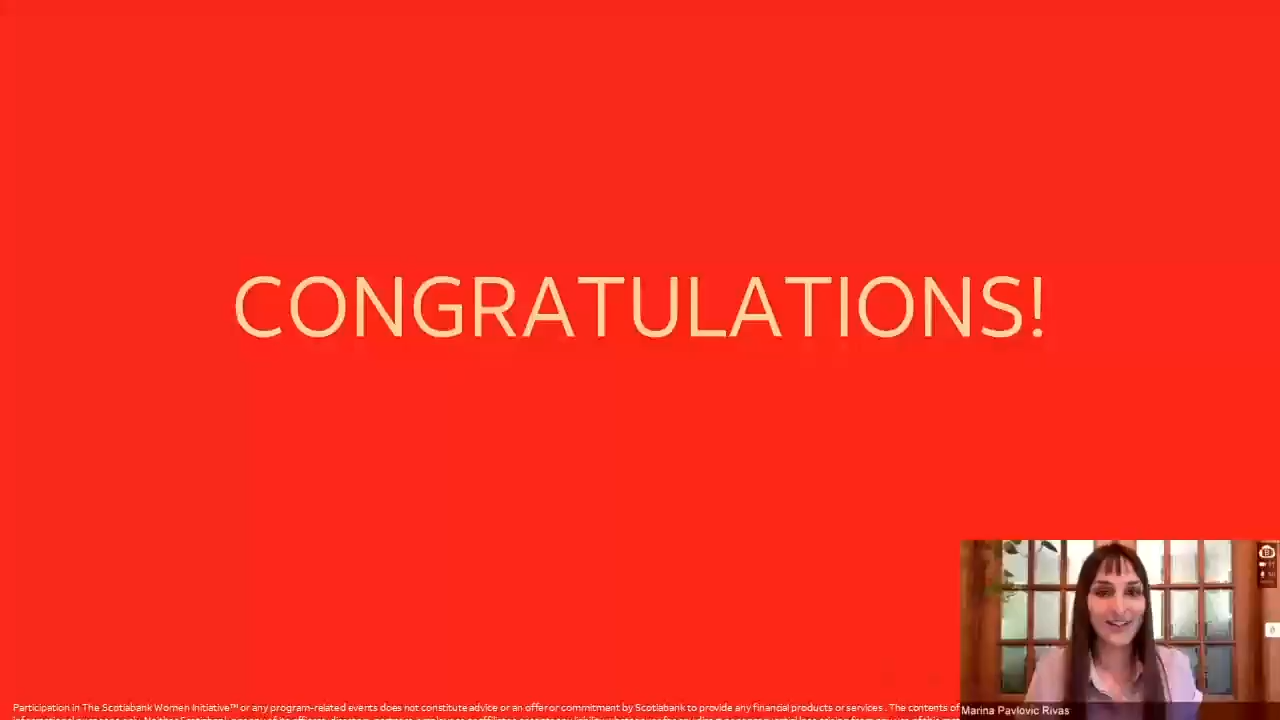 CONGRATULATIONS!
Participation in The Scotiabank Women Initiative™ or any program-related events does not constitute advice or an offer or commitment by Scotiabank to provide any financial products or services. The contents of
Marina Pavlovic Rivas